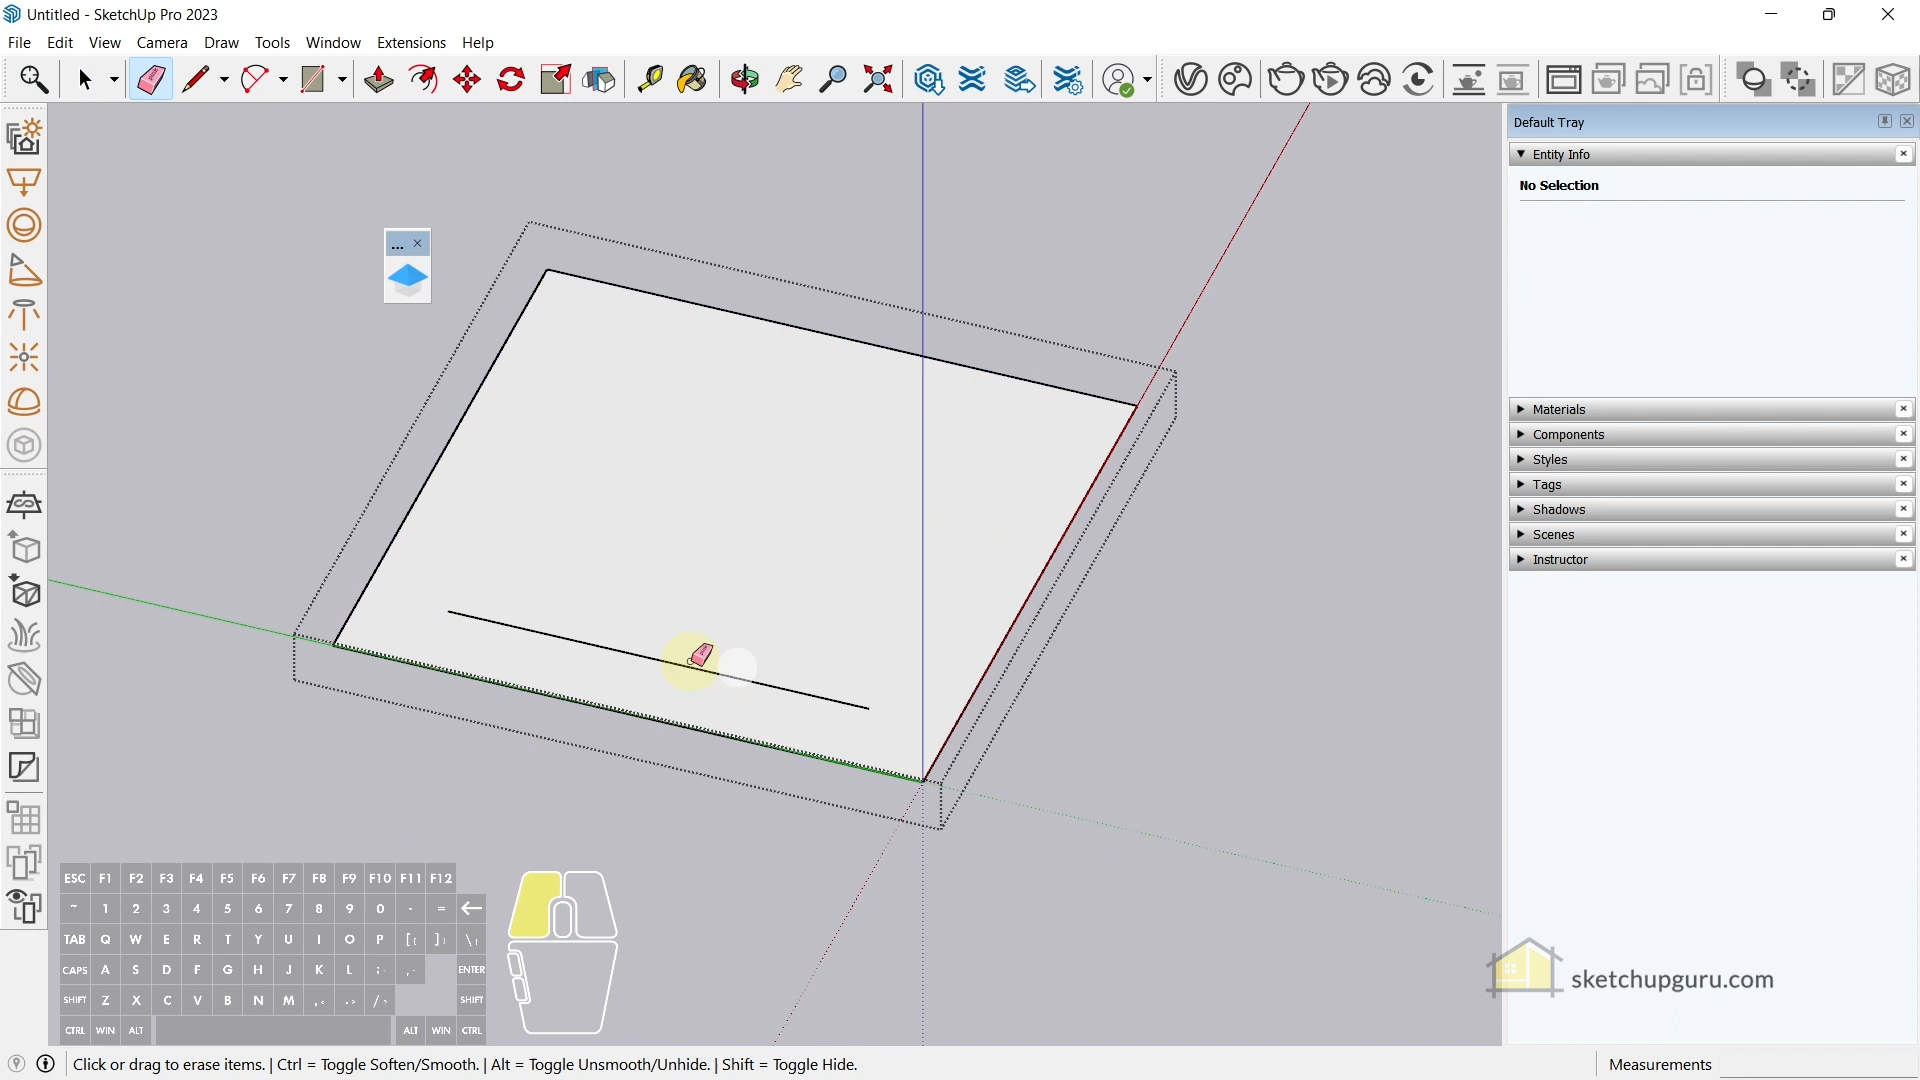 Untitled - SketchUp Pro 2023
File Edit View Camera Draw Tools Window Extensions Help
Default Tray
Entity Info
No Selection
...
Materials
Components
Styles
Tags
Shadows
Scenes
Instructor
ESC F1 F2 F3 F4 F5 F6 F7 F8 F9 F10 F11 F12
~ 1 2 3 4 5 6 7 8 9 0 - =
TAB Q W E R T Y U I O P [{ ]} \|
CAPS A S D F G H J K L ;: ENTER
SHIFT Z X C V B N M ,< .> /? SHIFT
CTRL WIN ALT ALT WIN CTRL
sketchupguru.com
Click or drag to erase items. | Ctrl = Toggle Soften/Smooth. | Alt = Toggle Unsmooth/Unhide. | Shift = Toggle Hide.
Measurements